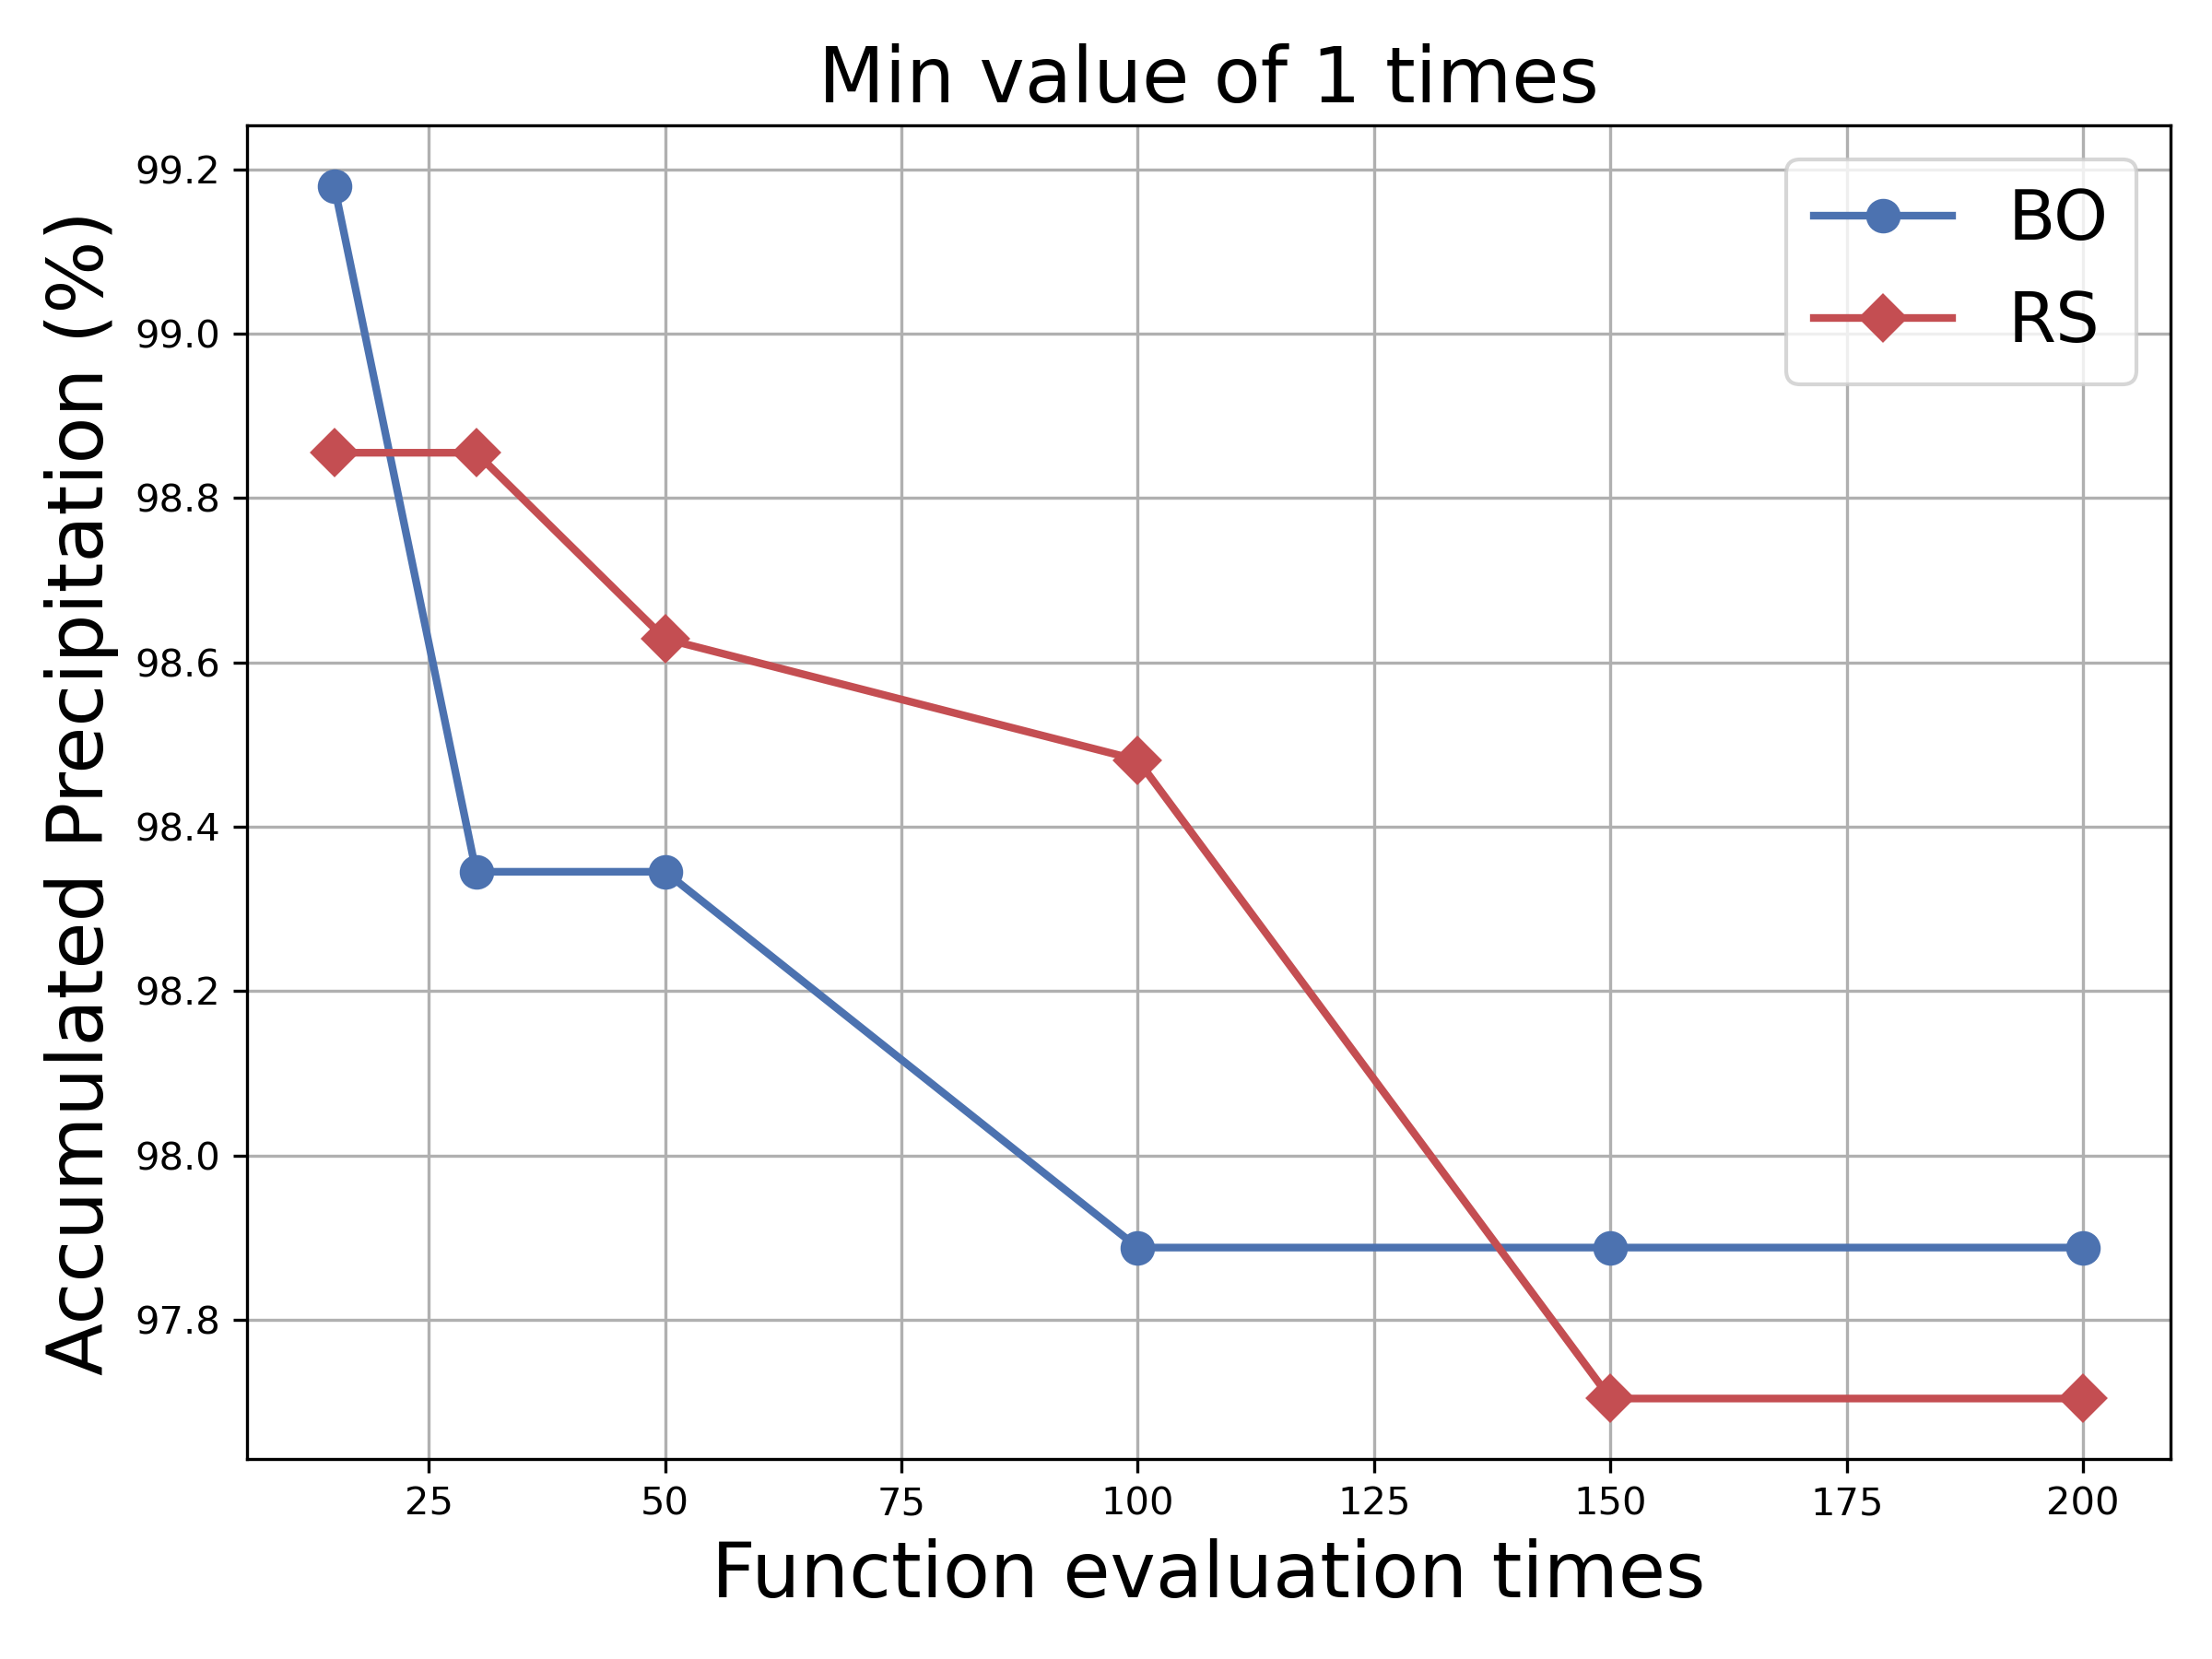 Min value of 1 times
BO
RS
Accumulated Precipitation (%)
99.2
99.0
98.8
98.6
98.4
98.2
98.0
97.8
25 50 75 100 125 150 175 200
Function evaluation times